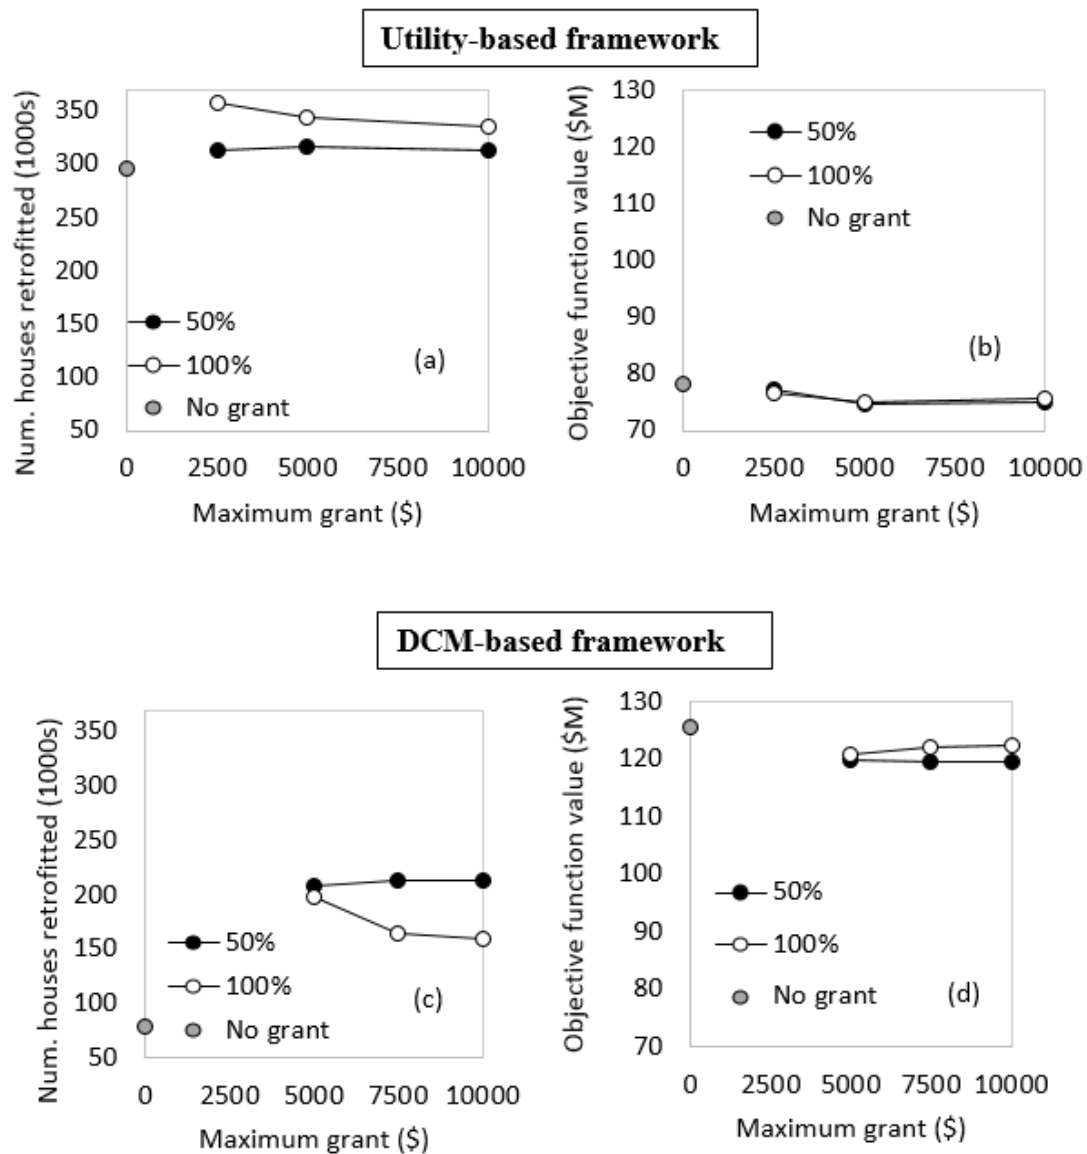 Utility-based framework
Num. houses retrofitted (1000s)
350
300
250
200
150
100
50
0 2500 5000 7500 10000
Maximum grant ($)
50%
100%
No grant
(a)
Objective function value ($M)
130
120
110
100
90
80
70
0 2500 5000 7500 10000
Maximum grant ($)
50%
100%
No grant
(b)
DCM-based framework
Num. houses retrofitted (1000s)
350
300
250
200
150
100
50
0 2500 5000 7500 10000
Maximum grant ($)
50%
100%
No grant
(c)
Objective function value ($M)
130
120
110
100
90
80
70
0 2500 5000 7500 10000
Maximum grant ($)
50%
100%
No grant
(d)